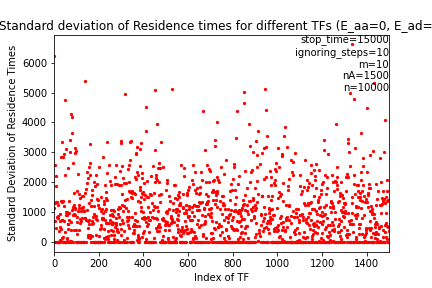 Standard deviation of Residence times for different TFs (E_aa=0, E_ad=
stop_time=15000
ignoring_steps=10
m=10
nA=1500
n=10000
Standard Deviation of Residence Times
6000
5000
4000
3000
2000
1000
0
0 200 400 600 800 1000 1200 1400
Index of TF